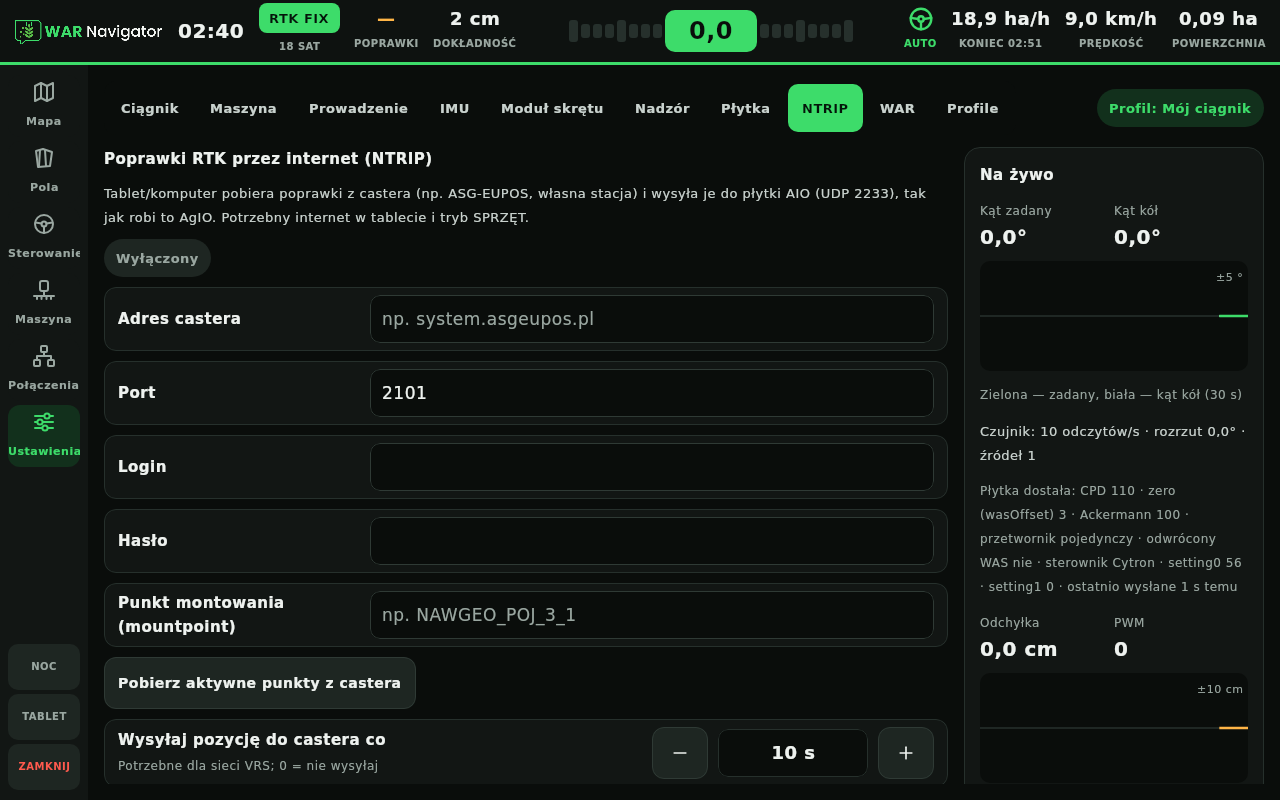 WAR Navigator
02:40
RTK FIX
18 SAT
—
POPRAWKI
2 cm
DOKŁADNOŚĆ
0,0
AUTO
18,9 ha/h
KONIEC 02:51
9,0 km/h
PRĘDKOŚĆ
0,09 ha
POWIERZCHNIA
Mapa
Pola
Sterowanie
Maszyna
Połączenia
Ustawienia
NOC
TABLET
ZAMKNIJ
Ciągnik
Maszyna
Prowadzenie
IMU
Moduł skrętu
Nadzór
Płytka
NTRIP
WAR
Profile
Profil: Mój ciągnik
Poprawki RTK przez internet (NTRIP)
Tablet/komputer pobiera poprawki z castera (np. ASG-EUPOS, własna stacja) i wysyła je do płytki AIO (UDP 2233), tak
jak robi to AgIO. Potrzebny internet w tablecie i tryb SPRZĘT.
Wyłączony
Adres castera
np. system.asgeupos.pl
Port
2101
Login
Hasło
Punkt montowania
(mountpoint)
np. NAWGEO_POJ_3_1
Pobierz aktywne punkty z castera
Wysyłaj pozycję do castera co
Potrzebne dla sieci VRS; 0 = nie wysyłaj
−
10 s
+
Na żywo
Kąt zadany
Kąt kół
0,0°
0,0°
±5 °
Zielona — zadany, biała — kąt kół (30 s)
Czujnik: 10 odczytów/s · rozrzut 0,0° ·
źródeł 1
Płytka dostała: CPD 110 · zero
(wasOffset) 3 · Ackermann 100 ·
przetwornik pojedynczy · odwrócony
WAS nie · sterownik Cytron · setting0 56
· setting1 0 · ostatnio wysłane 1 s temu
Odchyłka
PWM
0,0 cm
0
±10 cm